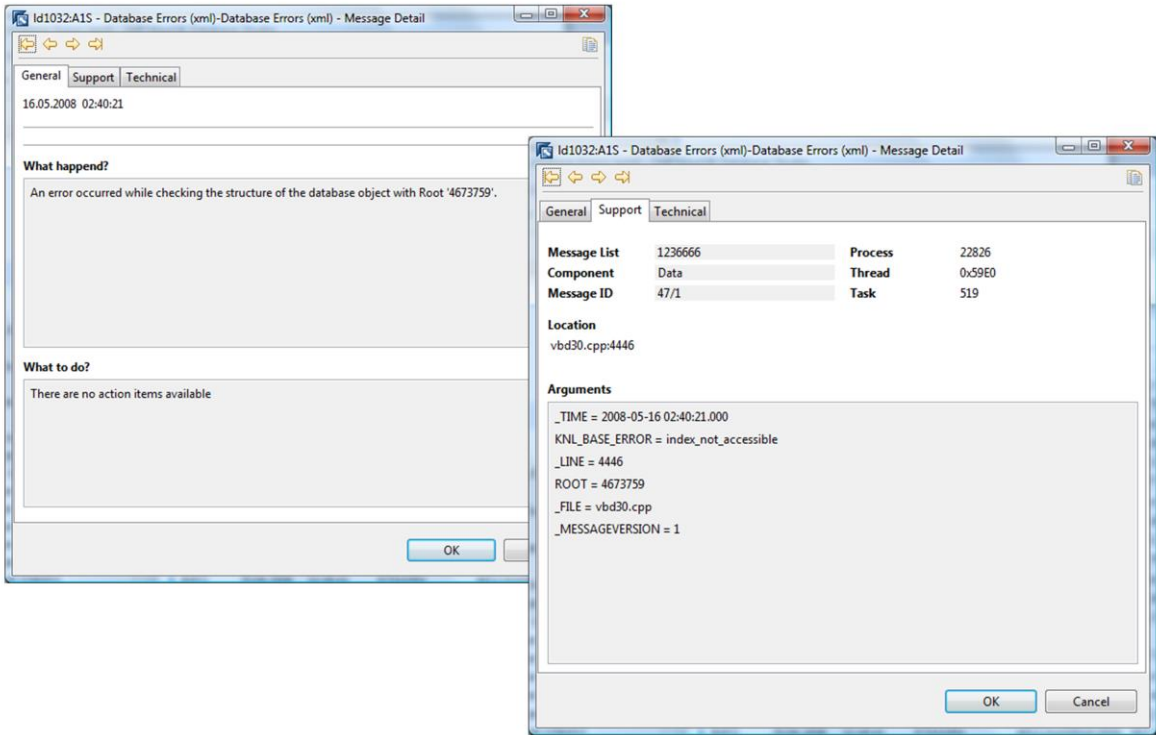 ld1032:A1S - Database Errors (xml)-Database Errors (xml) - Message Detail
General Support Technical
16.05.2008 02:40:21
What happend?
An error occurred while checking the structure of the database object with Root '4673759'.
What to do?
There are no action items available
OK
ld1032:A1S - Database Errors (xml)-Database Errors (xml) - Message Detail
General Support Technical
Message List 1236666 Process 22826
Component Data Thread 0x59E0
Message ID 47/1 Task 519
Location
vbd30.cpp:4446
Arguments
_TIME = 2008-05-16 02:40:21.000
KNL_BASE_ERROR = index_not_accessible
_LINE = 4446
ROOT = 4673759
_FILE = vbd30.cpp
_MESSAGEVERSION = 1
OK Cancel